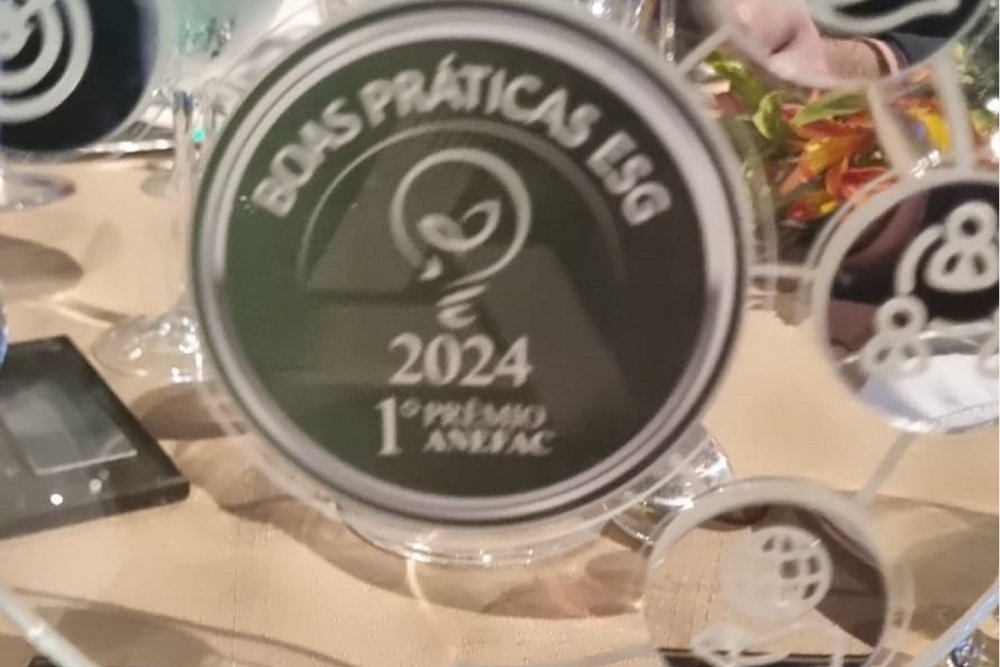 BOAS PRÁTICAS ESG
2024
1º PRÊMIO
ANEFAC